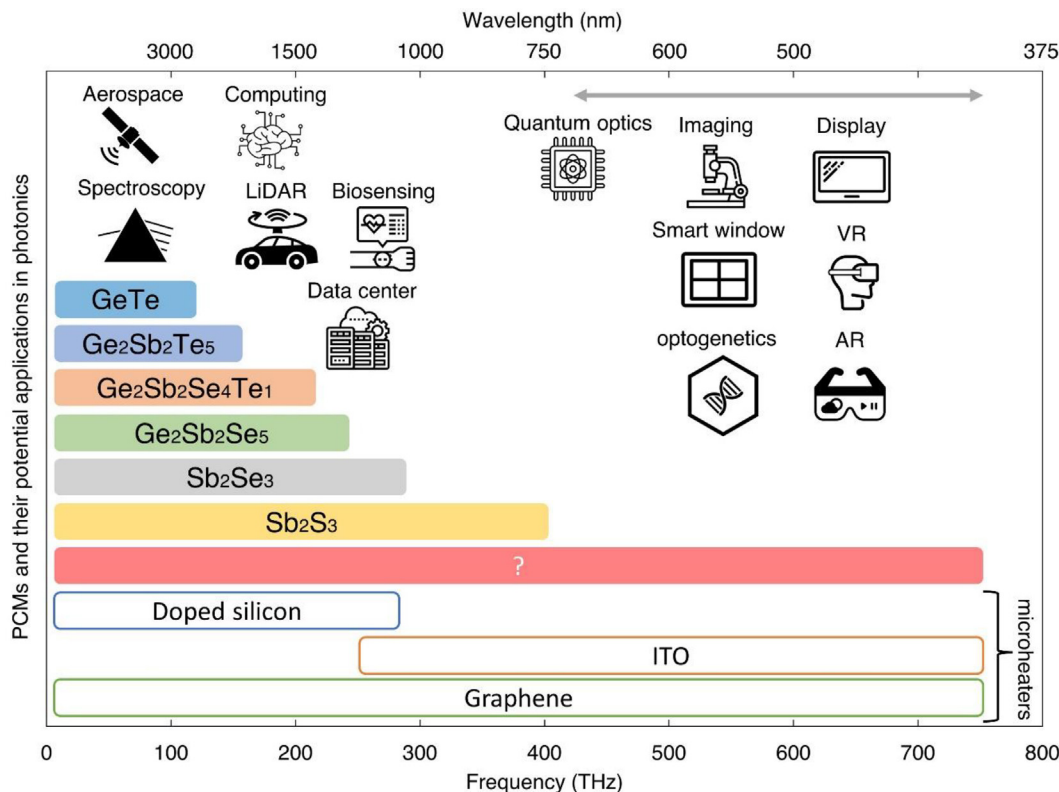 Wavelength (nm)
3000 1500 1000 750 600 500 375
Aerospace Computing
Quantum optics Imaging Display
Spectroscopy LiDAR Biosensing
Smart window VR
GeTe Data center
Ge2Sb2Te5 optogenetics AR
Ge2Sb2Se4Te1
Ge2Sb2Se5
Sb2Se3
Sb2S3
?
Doped silicon
ITO
Graphene
microheaters
PCMs and their potential applications in photonics
0 100 200 300 400 500 600 700 800
Frequency (THz)